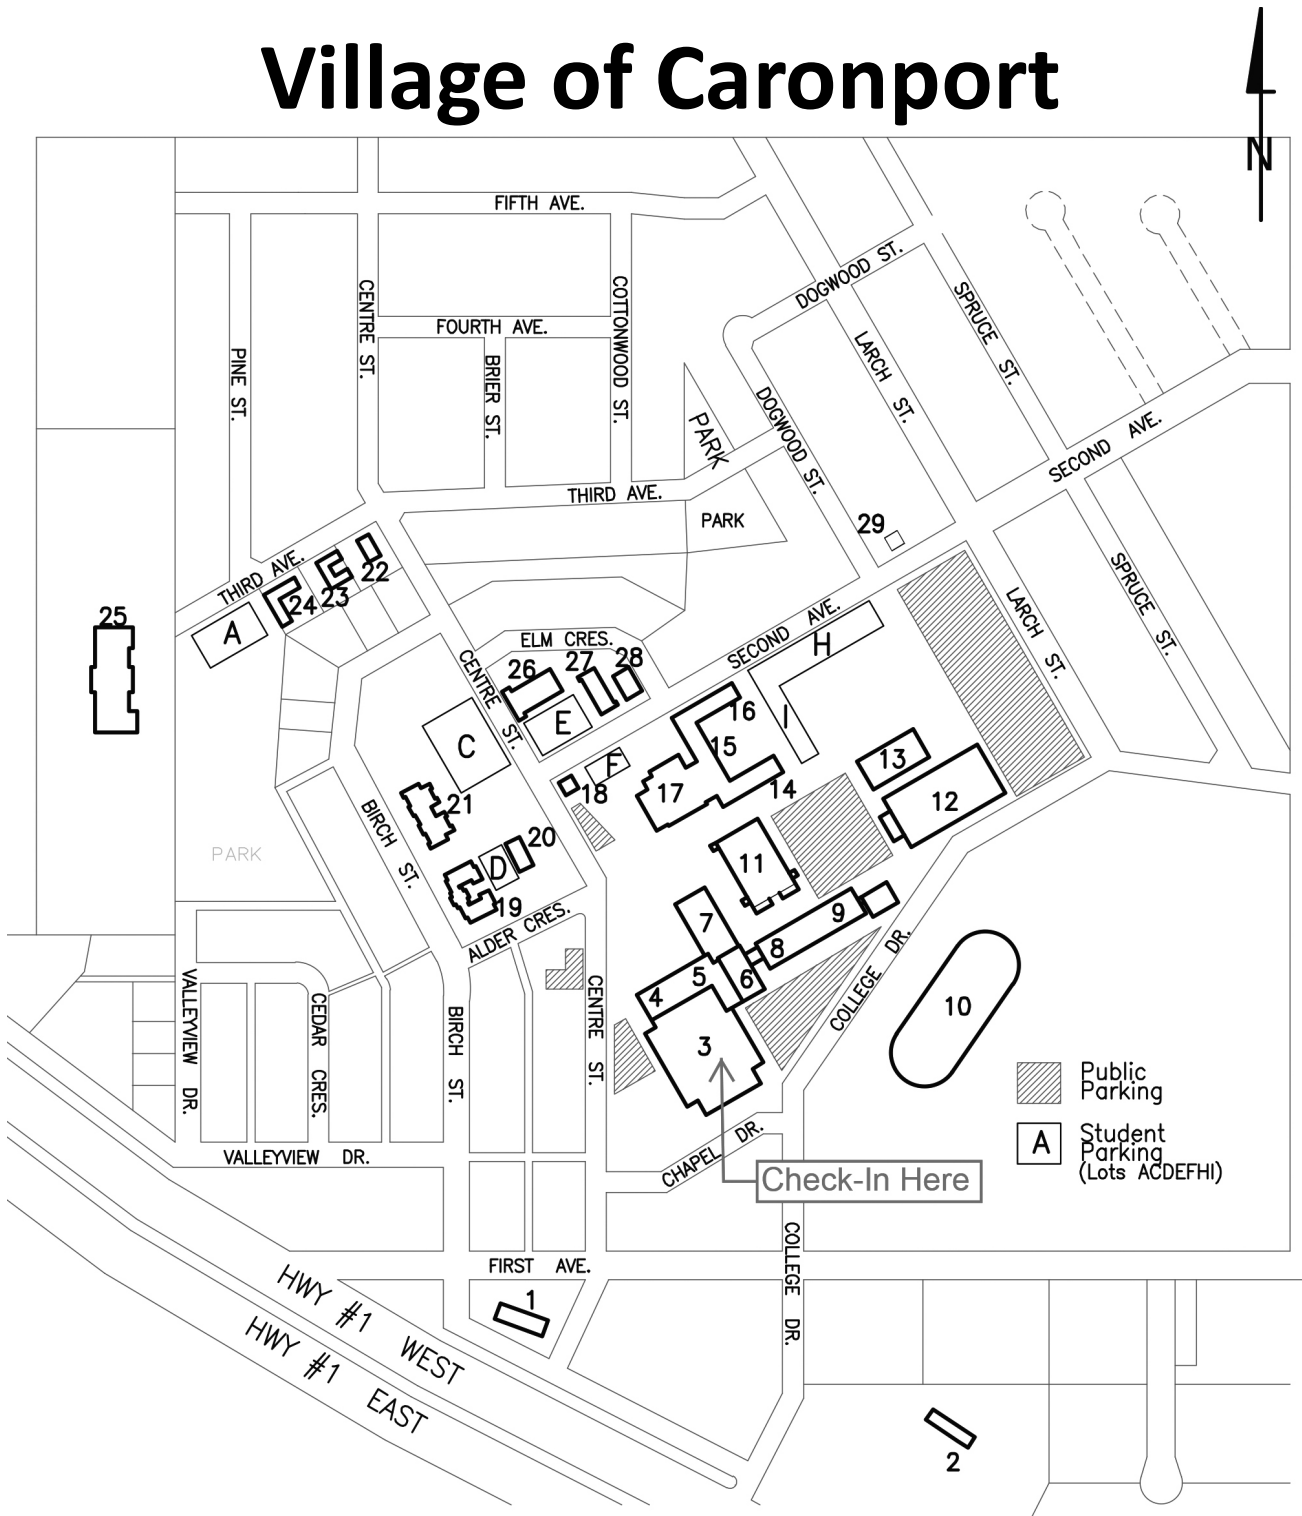 Village of Caronport
N
FIFTH AVE.
DOGWOOD ST.
CENTRE ST.
COTTONWOOD ST.
SPRUCE ST.
FOURTH AVE.
PINE ST.
BRIER ST.
LARCH ST.
DOGWOOD ST.
PARK
SECOND AVE.
THIRD AVE.
PARK
29
THIRD AVE.
22
23
24
25
A
SPRUCE ST.
LARCH ST.
SECOND AVE.
H
ELM CRES.
CENTRE ST.
26
27
28
E
I
16
15
C
F
18
17
14
13
12
21
BIRCH ST.
20
D
19
PARK
11
ALDER CRES.
7
9
8
COLLEGE DR.
5
6
4
3
10
VALLEYVIEW DR.
CEDAR CRES.
BIRCH ST.
CENTRE ST.
Public
Parking
A
Student
Parking
(Lots ACDEFHI)
VALLEYVIEW DR.
CHAPEL DR.
Check-In Here
COLLEGE DR.
FIRST AVE.
1
HWY #1 WEST
HWY #1 EAST
2